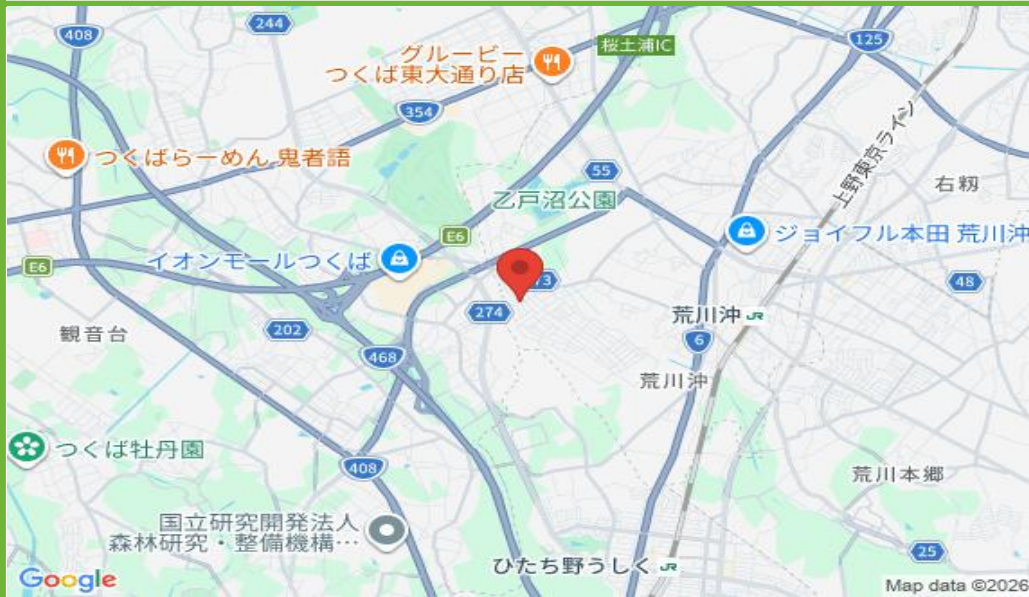 408
244
125
グルービー
つくば東大通り店
桜土浦IC
354
上野東京ライン
つくばらーめん 鬼者語
55
右籾
乙戸沼公園
E6
ジョイフル本田 荒川沖
イオンモールつくば
E6
73
48
274
荒川沖 JR
観音台
202
6
468
荒川沖
つくば牡丹園
408
荒川本郷
国立研究開発法人
森林研究・整備機構…
25
ひたち野うしく JR
Google
Map data ©2026